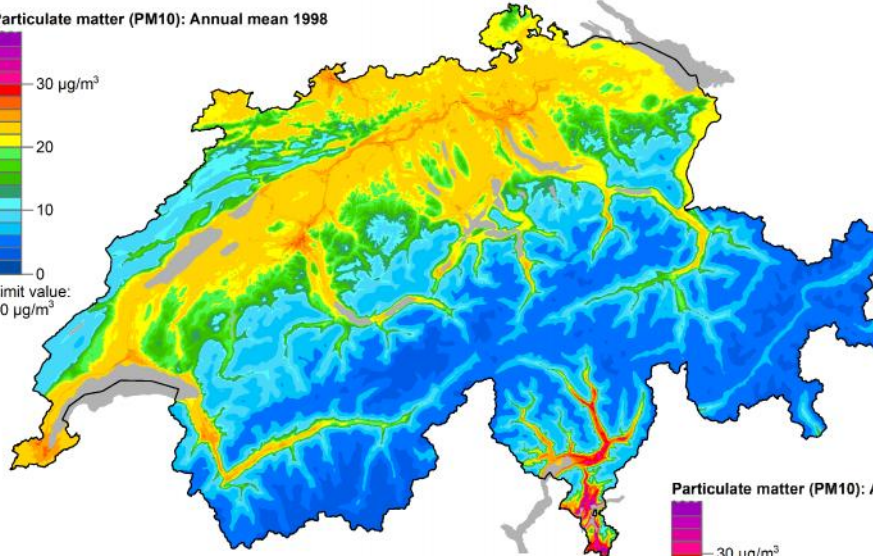 articulate matter (PM10): Annual mean 1998
30 µg/m³
20
10
0
imit value:
0 µg/m³
Particulate matter (PM10): A
30 µg/m³